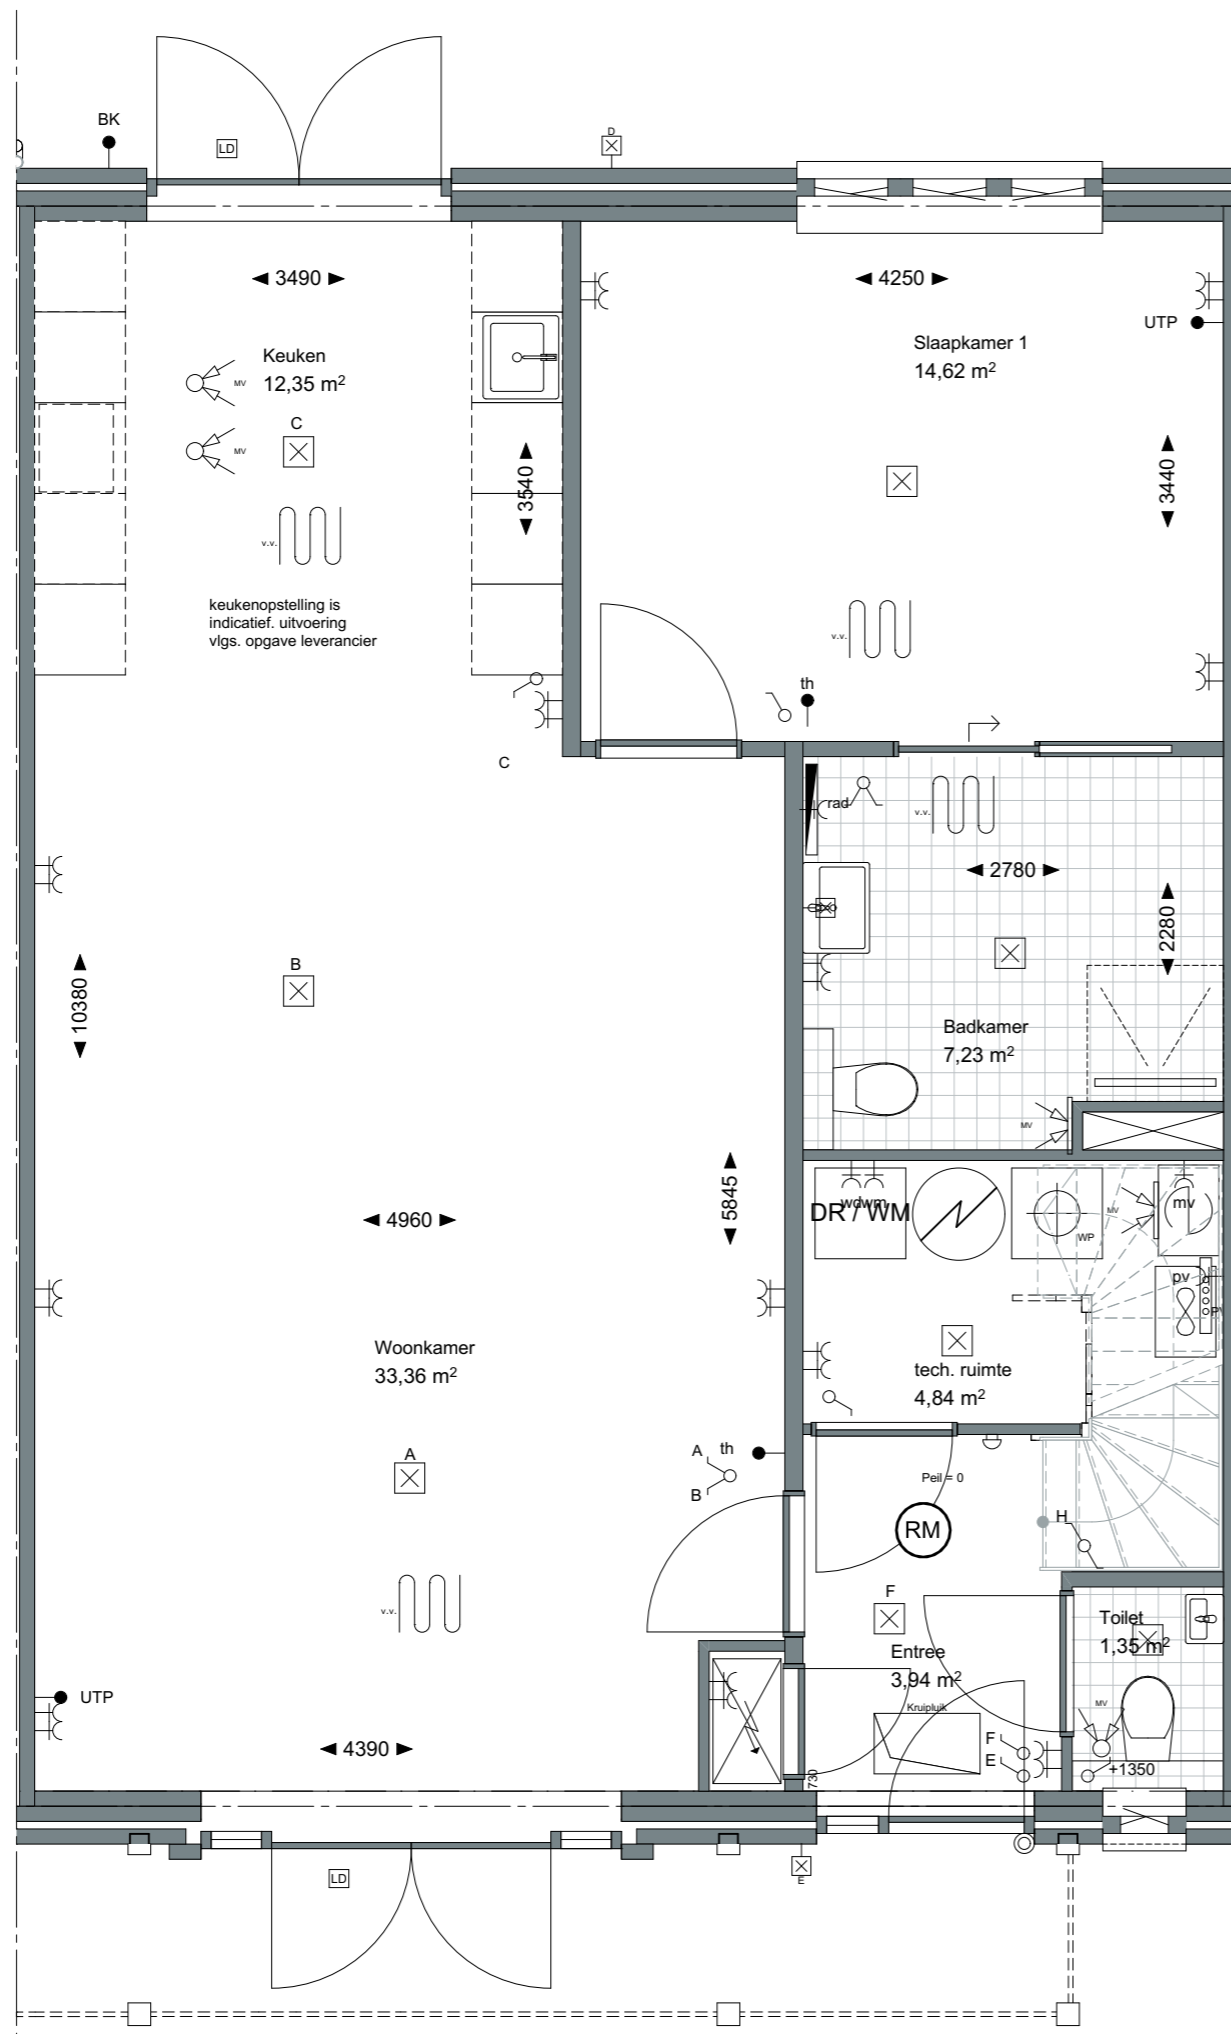 BK
LD
D
3490
4250
UTP
Keuken
12,35 m²
MV
Slaapkamer 1
14,62 m²
C
MV
3540
3440
v.v.
keukenopstelling is
indicatief. uitvoering
vlgs. opgave leverancier
v.v.
th
C
rad
v.v.
2780
2280
B
10380
Badkamer
7,23 m²
MV
5845
4960
wdwm
DR / WM
WP
MV
mv
pv
PV
Woonkamer
33,36 m²
tech. ruimte
4,84 m²
A
A
th
B
Peil = 0
RM
H
v.v.
F
Toilet
1,35 m²
Entree
3,94 m²
UTP
Kruipluik
MV
F
E
4390
730
+1350
LD
E